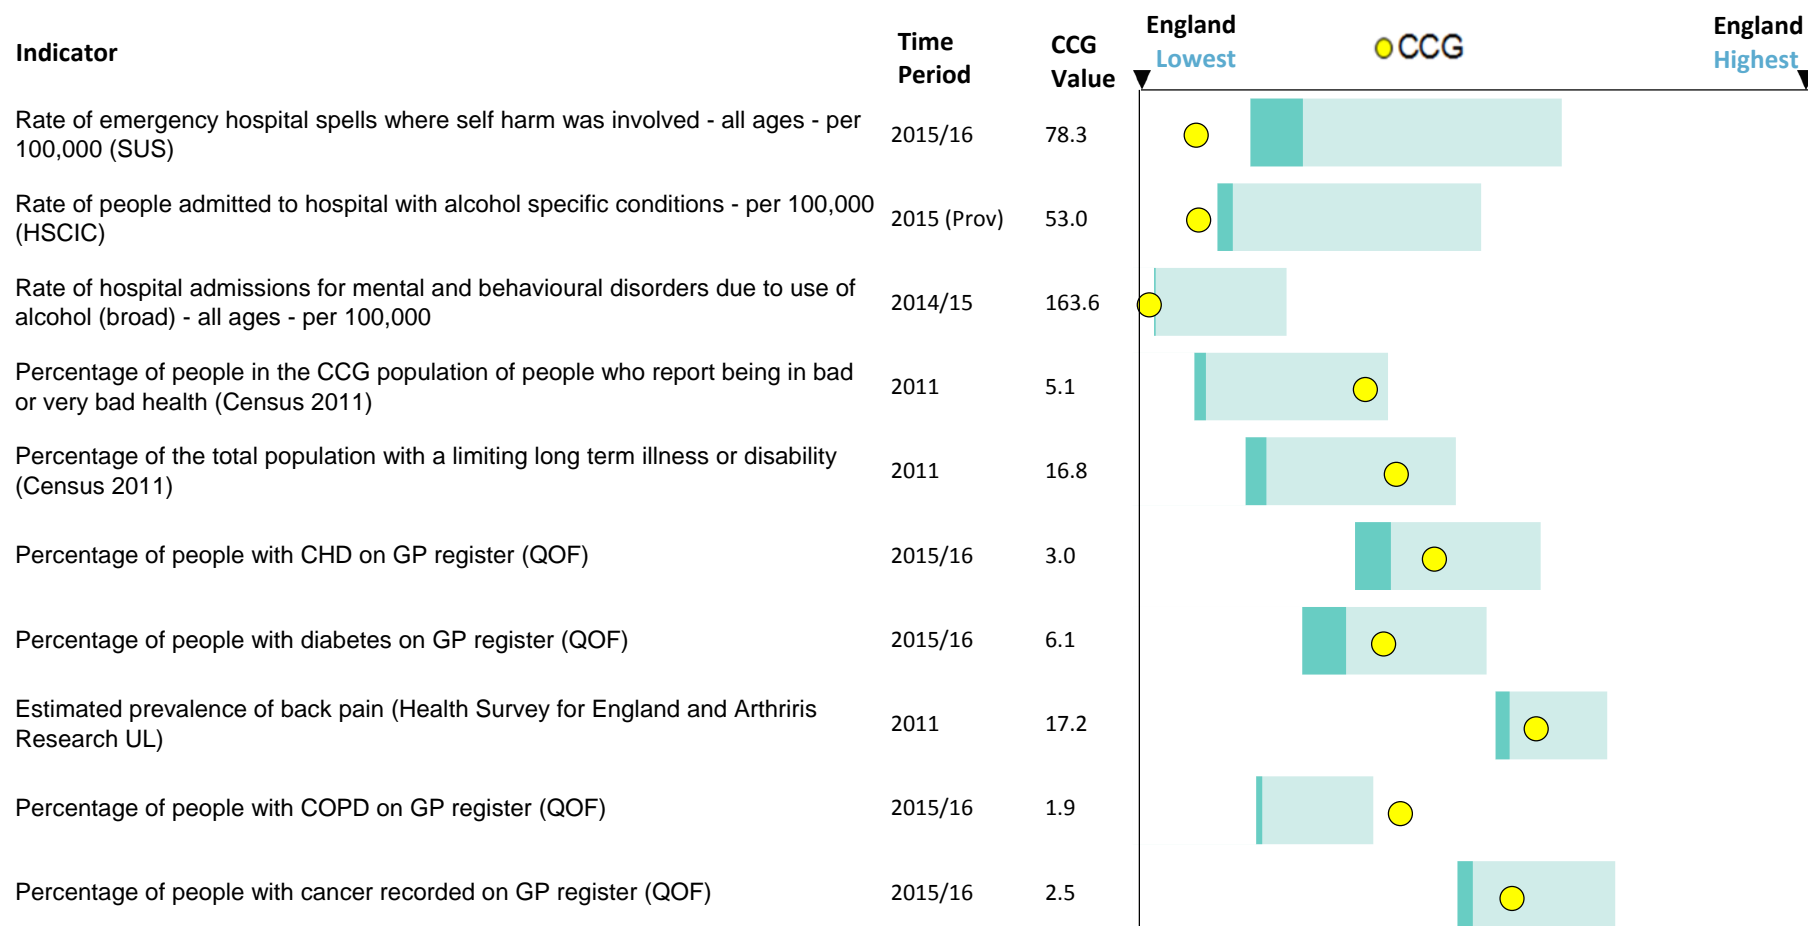 Indicator
Time
Period
CCG
Value
England
Lowest
CCG
England
Highest
Rate of emergency hospital spells where self harm was involved - all ages - per
100,000 (SUS)
2015/16
78.3
Rate of people admitted to hospital with alcohol specific conditions - per 100,000
(HSCIC)
2015 (Prov)
53.0
Rate of hospital admissions for mental and behavioural disorders due to use of
alcohol (broad) - all ages - per 100,000
2014/15
163.6
Percentage of people in the CCG population of people who report being in bad
or very bad health (Census 2011)
2011
5.1
Percentage of the total population with a limiting long term illness or disability
(Census 2011)
2011
16.8
Percentage of people with CHD on GP register (QOF)
2015/16
3.0
Percentage of people with diabetes on GP register (QOF)
2015/16
6.1
Estimated prevalence of back pain (Health Survey for England and Arthriris
Research UL)
2011
17.2
Percentage of people with COPD on GP register (QOF)
2015/16
1.9
Percentage of people with cancer recorded on GP register (QOF)
2015/16
2.5